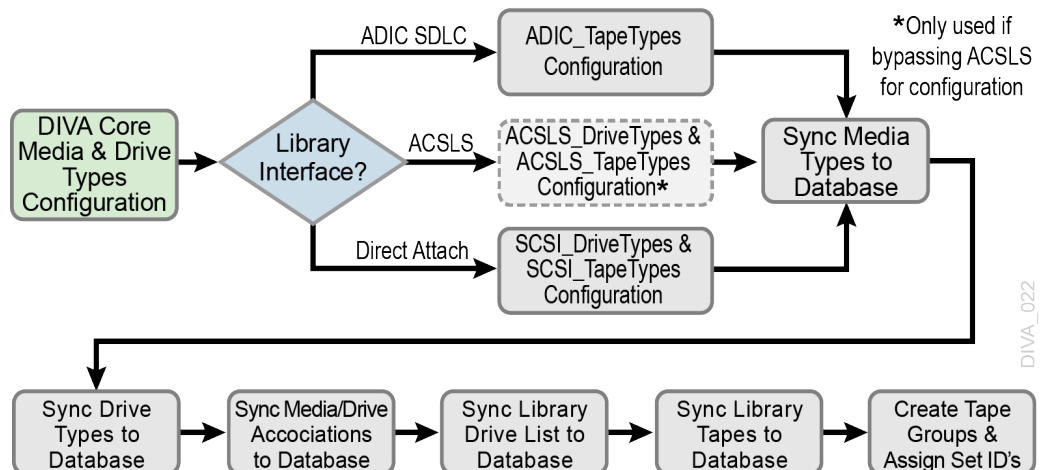 DIVA Core
Media & Drive
Types
Configuration
Library
Interface?
ADIC SDLC
ADIC_TapeTypes
Configuration
ACSLS
ACSLS_DriveTypes &
ACSLS_TapeTypes
Configuration*
Direct Attach
SCSI_DriveTypes &
SCSI_TapeTypes
Configuration
*Only used if
bypassing ACSLS
for configuration
Sync Media
Types to
Database
DIVA_022
Sync Drive
Types to
Database
Sync Media/Drive
Accociations
to Database
Sync Library
Drive List to
Database
Sync Library
Tapes to
Database
Create Tape
Groups &
Assign Set ID's